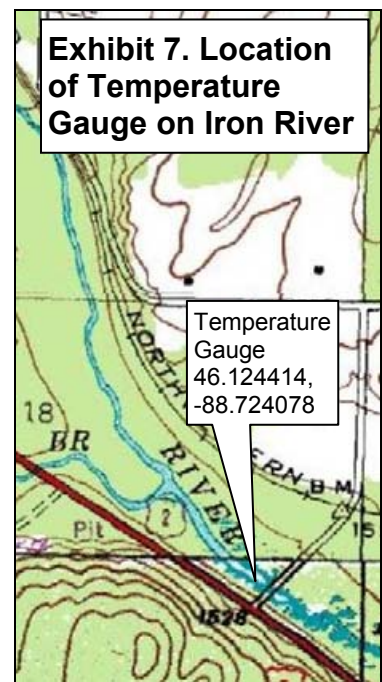 Exhibit 7. Location
of Temperature
Gauge on Iron River
Temperature
Gauge
46.124414,
-88.724078
NORTH
ERN B M
18
BR
RIVER
2
Pit
15
1528